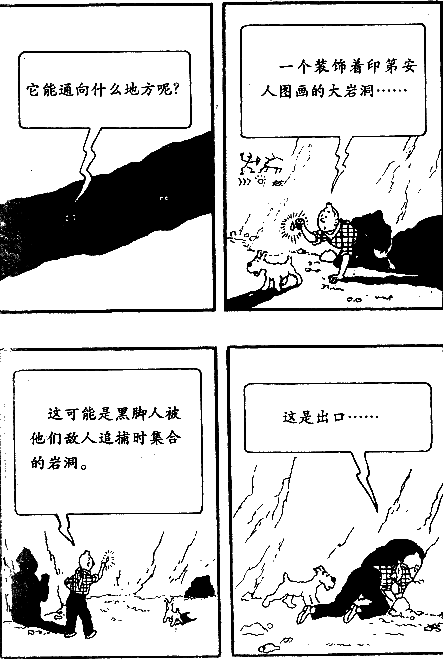 它能通向什么地方呢?
一个装饰着印第安
人图画的大岩洞……
这可能是黑脚人被
他们敌人追捕时集合
的岩洞。
这是出口……